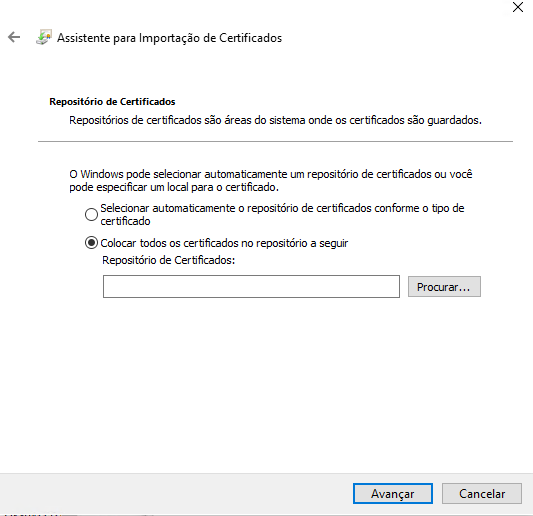 Assistente para Importação de Certificados
Repositório de Certificados
Repositórios de certificados são áreas do sistema onde os certificados são guardados.
O Windows pode selecionar automaticamente um repositório de certificados ou você
pode especificar um local para o certificado.
Selecionar automaticamente o repositório de certificados conforme o tipo de
certificado
Colocar todos os certificados no repositório a seguir
Repositório de Certificados:
Procurar...
Avançar
Cancelar